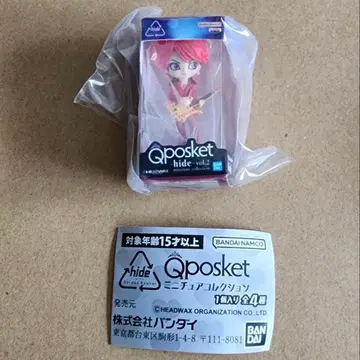 hide
Qposket
hide vol.2
BANDAI
対象年齢15才以上
BANDAI NAMCO
hide
Qposket
ミニチュアコレクション
1個入り 全4種
発売元
©HEADWAX ORGANIZATION CO.,LTD.
株式会社バンダイ
東京都台東区駒形1-4-8 〒111-8081
BAN
DAI